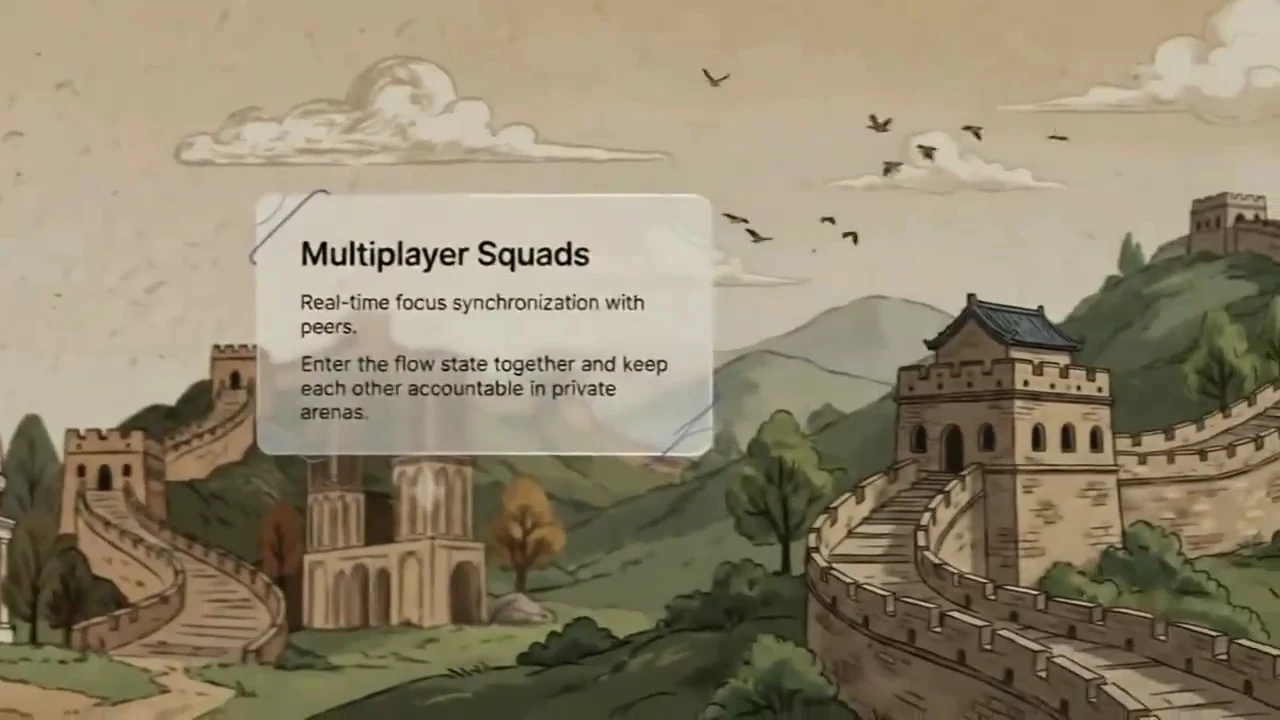 Multiplayer Squads
Real-time focus synchronization with
peers.
Enter the flow state together and keep
each other accountable in private
arenas.